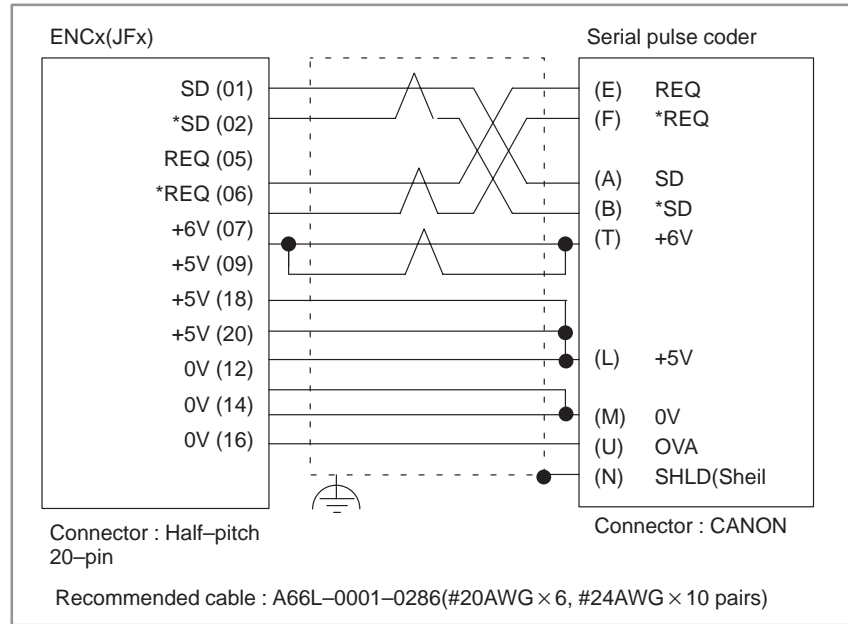 ENCx(JFx)
Serial pulse coder
SD (01)
*SD (02)
REQ (05)
*REQ (06)
+6V (07)
+5V (09)
+5V (18)
+5V (20)
0V (12)
0V (14)
0V (16)
(E) REQ
(F) *REQ
(A) SD
(B) *SD
(T) +6V
(L) +5V
(M) 0V
(U) OVA
(N) SHLD(Sheil
Connector : Half–pitch
20–pin
Connector : CANON
Recommended cable : A66L–0001–0286(#20AWG×6, #24AWG×10 pairs)